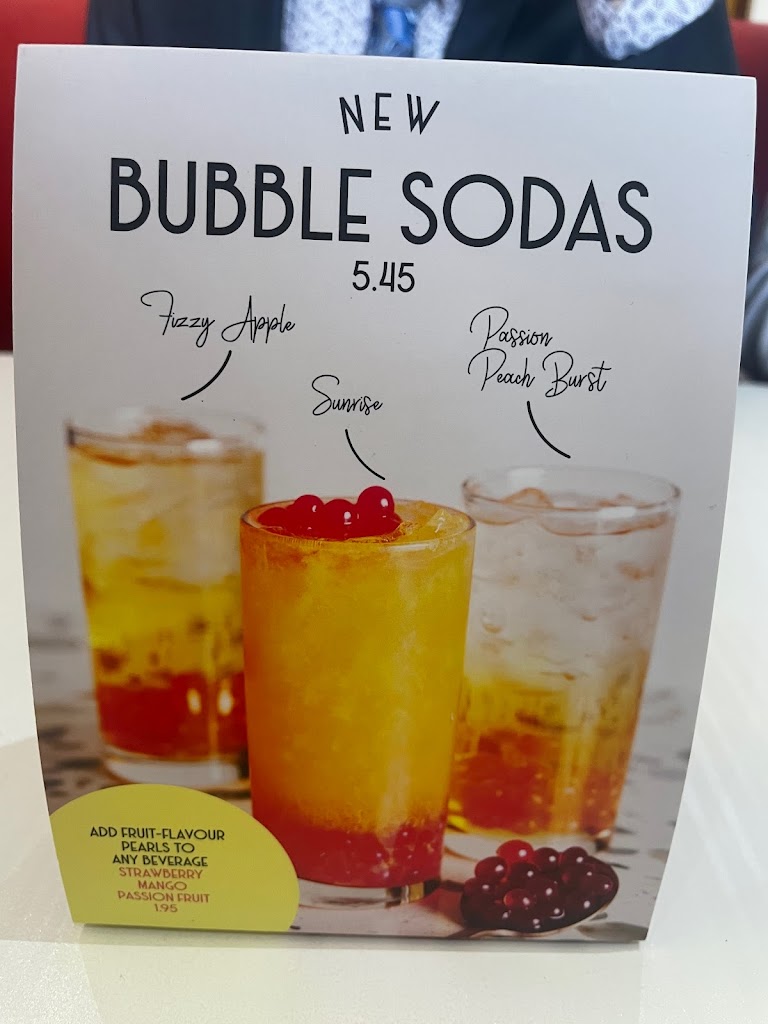 NEW
BUBBLE SODAS
5.45
Fizzy Apple
Passion
Peach Burst
Sunrise
ADD FRUIT-FLAVOUR
PEARLS TO
ANY BEVERAGE
STRAWBERRY
MANGO
PASSION FRUIT
1.95